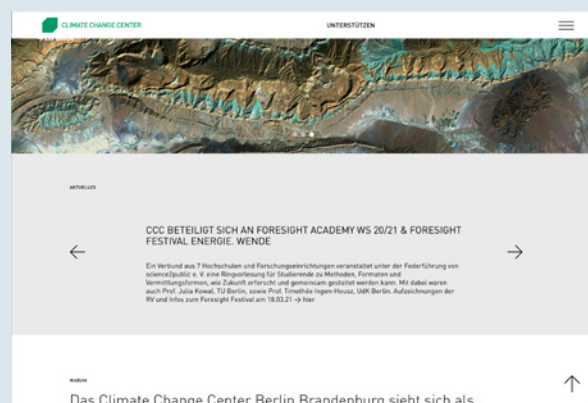 CLIMATE CHANGE CENTER
UNTERSTÜTZEN
AKTUELLES
CCC BETEILIGT SICH AN FORESIGHT ACADEMY WS 20/21 & FORESIGHT
FESTIVAL ENERGIE. WENDE
Ein Verbund aus 7 Hochschulen und Forschungseinrichtungen veranstaltet unter der Federführung von
science2public e. V. eine Ringvorlesung für Studierende zu Methoden, Formaten und
Vermittlungsformen, wie Zukunft erforscht und gemeinsam gestaltet werden kann. Mit dabei waren
auch Prof. Julia Kowal, TU Berlin, sowie Prof. Timothée Ingen-Housz, UdK Berlin. Aufzeichnungen der
RV und Infos zum Foresight Festival am 18.03.21 → hier
WARUM
Das Climate Change Center Berlin Brandenburg sieht sich als